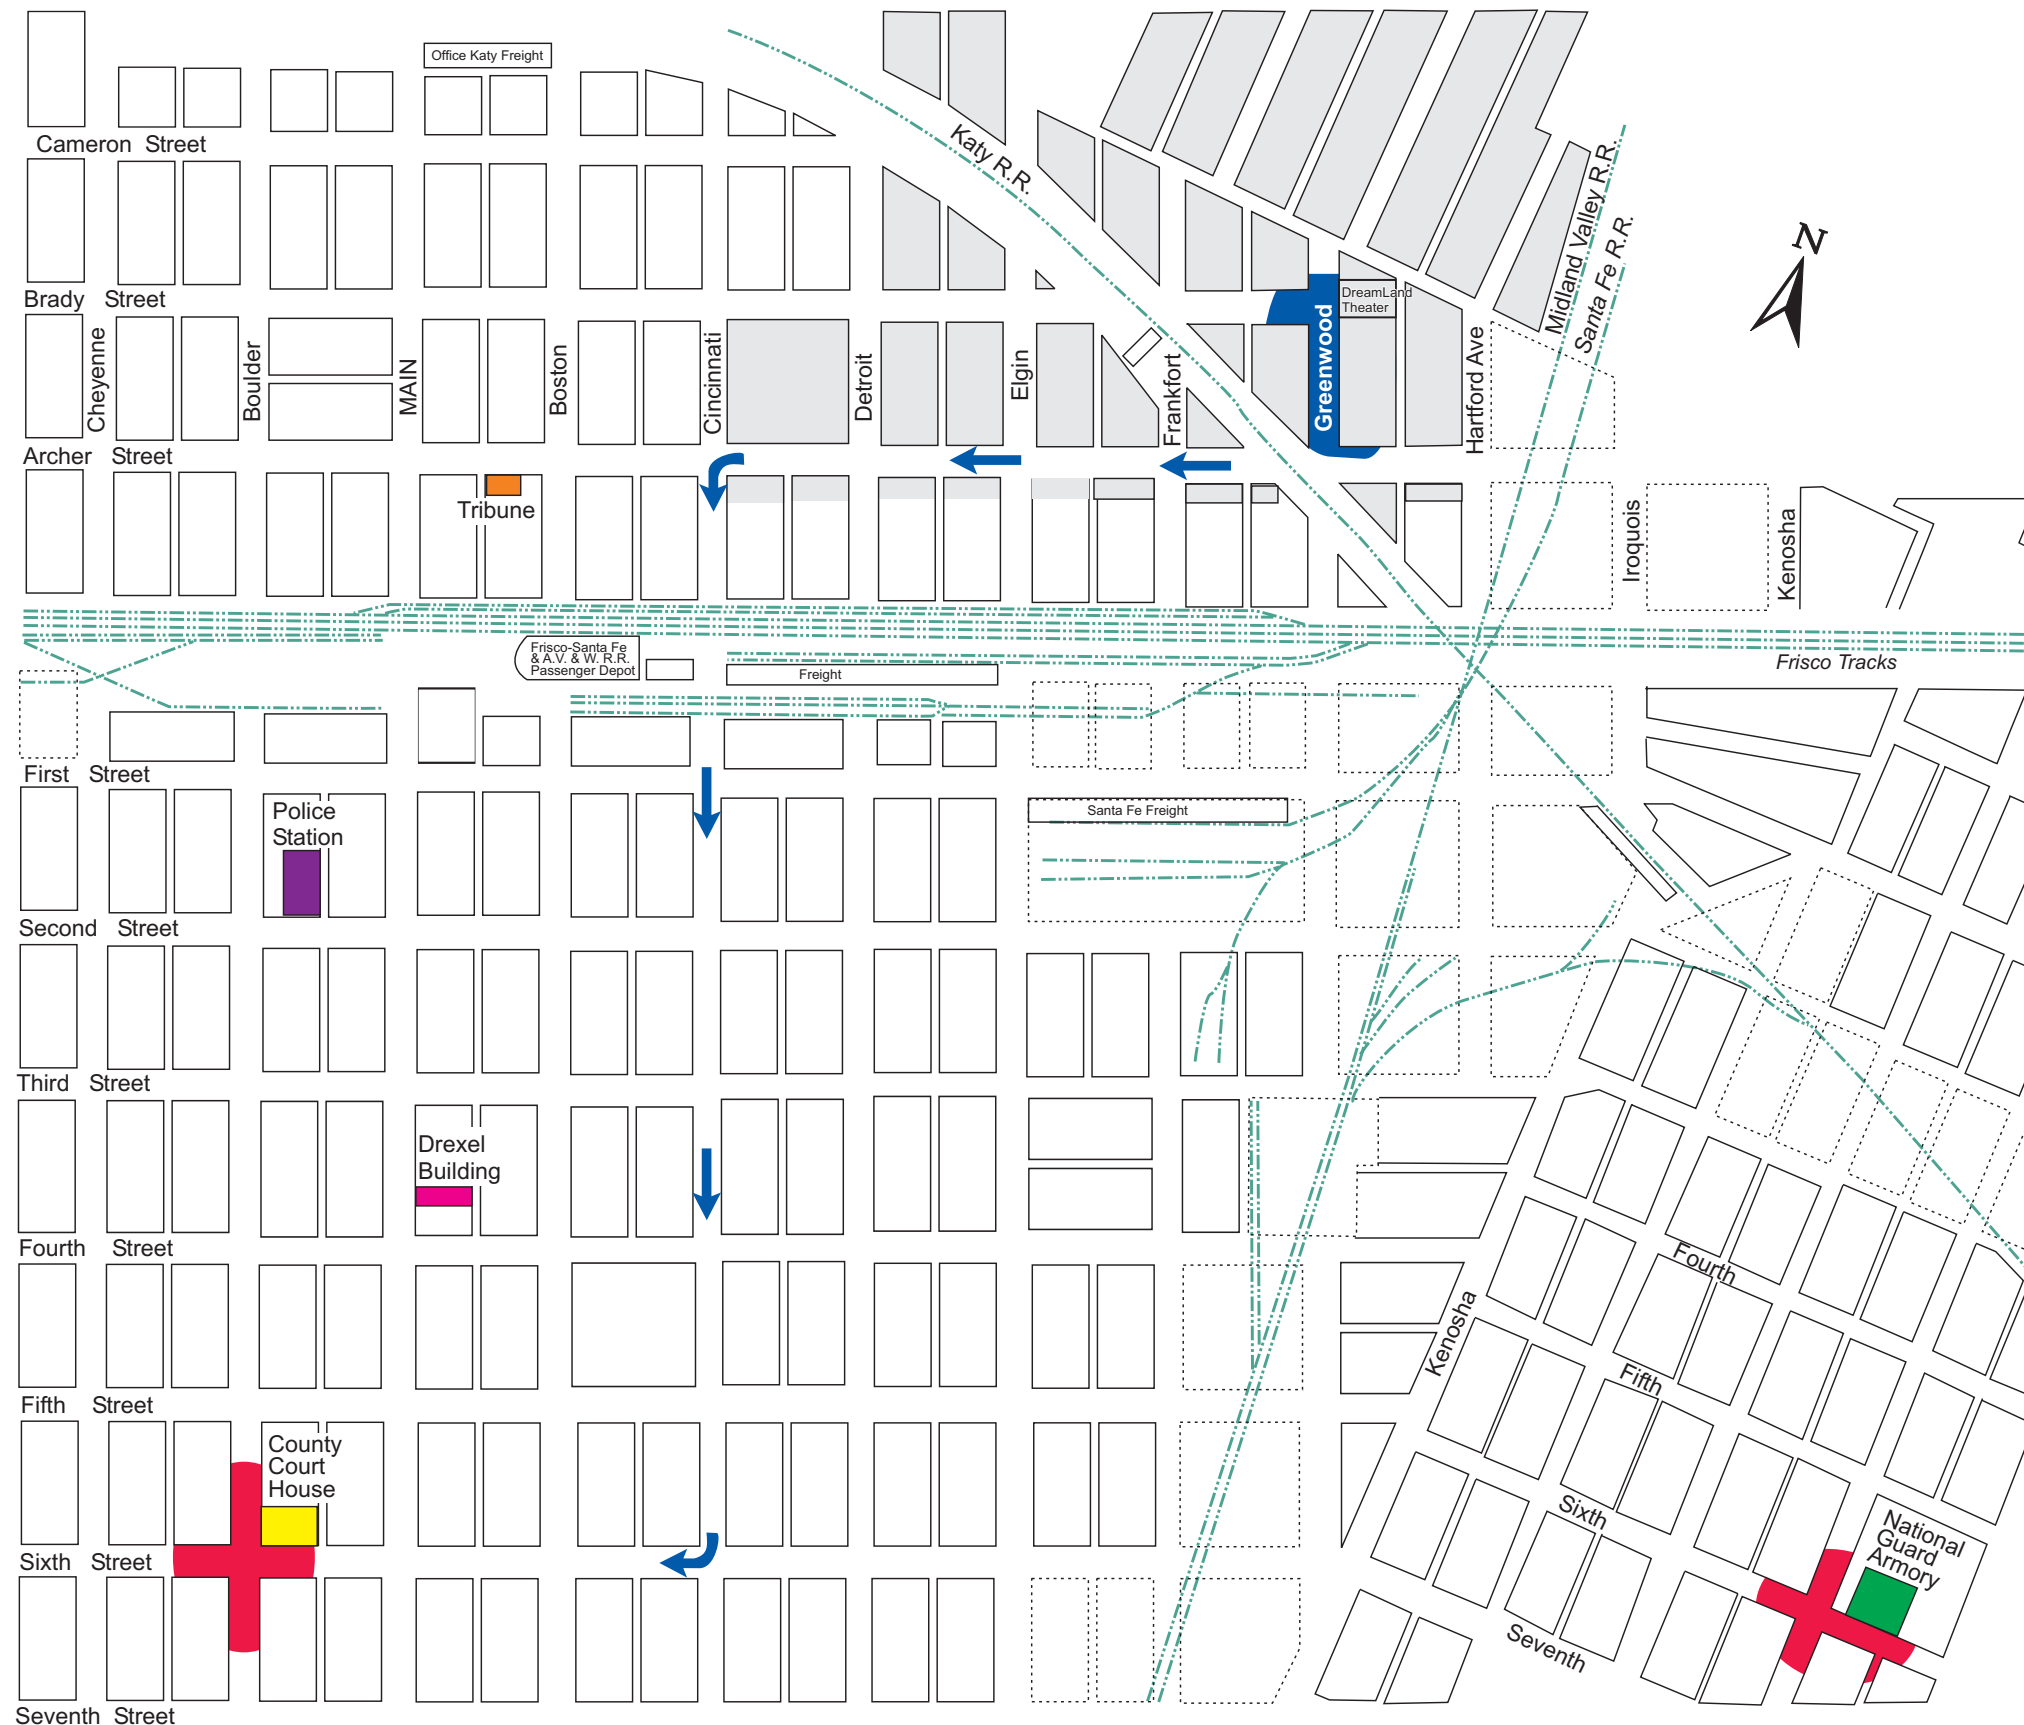 Office Katy Freight
Cameron Street
Katy R.R.
Midland Valley R.R.
Santa Fe R.R.
N
Brady Street
DreamLand
Theater
Cheyenne
Boulder
MAIN
Boston
Cincinnati
Detroit
Elgin
Frankfort
Greenwood
Hartford Ave
Archer Street
Tribune
Iroquois
Kenosha
Frisco-Santa Fe
& A.V. & W. R.R.
Passenger Depot
Freight
Frisco Tracks
First Street
Police
Station
Santa Fe Freight
Second Street
Third Street
Drexel
Building
Fourth Street
Fourth
Kenosha
Fifth
Fifth Street
County
Court
House
Sixth
National
Guard
Armory
Sixth Street
Seventh
Seventh Street